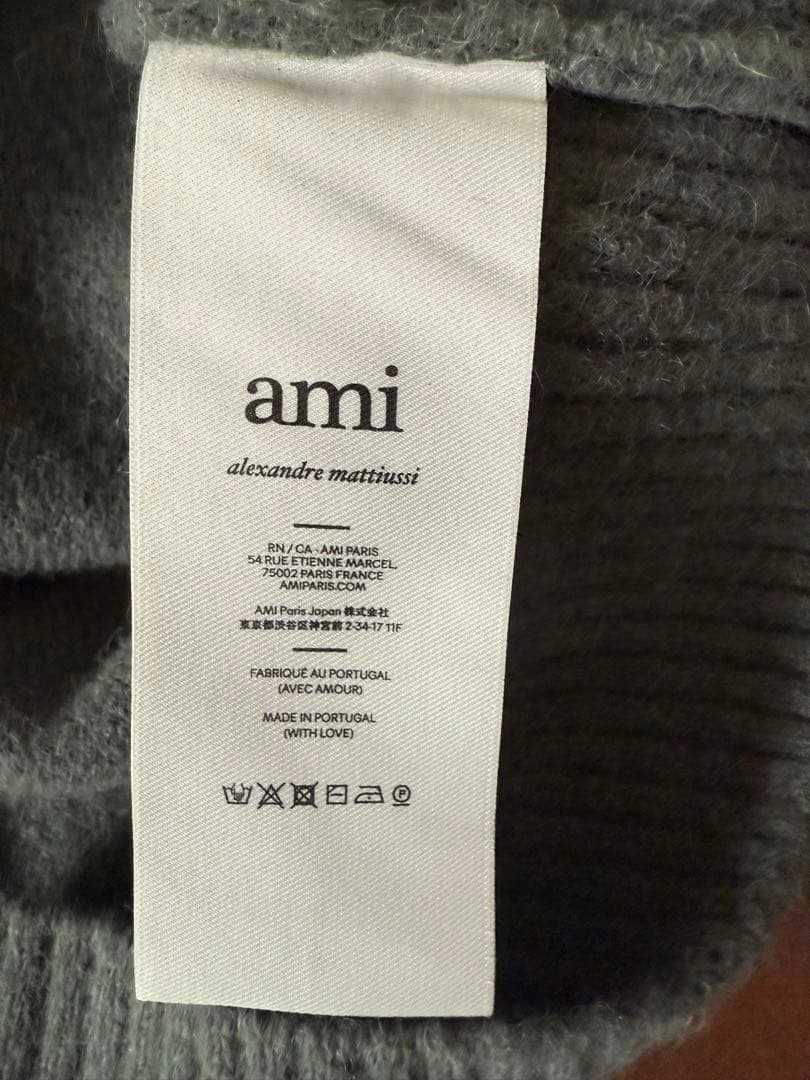 ami
alexandre mattiussi
RN / CA - AMI PARIS
54 RUE ETIENNE MARCEL,
75002 PARIS FRANCE
AMIPARIS.COM
AMI Paris Japan 株式会社
東京都渋谷区神宮前 2-34-17 11F
FABRIQUÉ AU PORTUGAL
(AVEC AMOUR)
MADE IN PORTUGAL
(WITH LOVE)
P